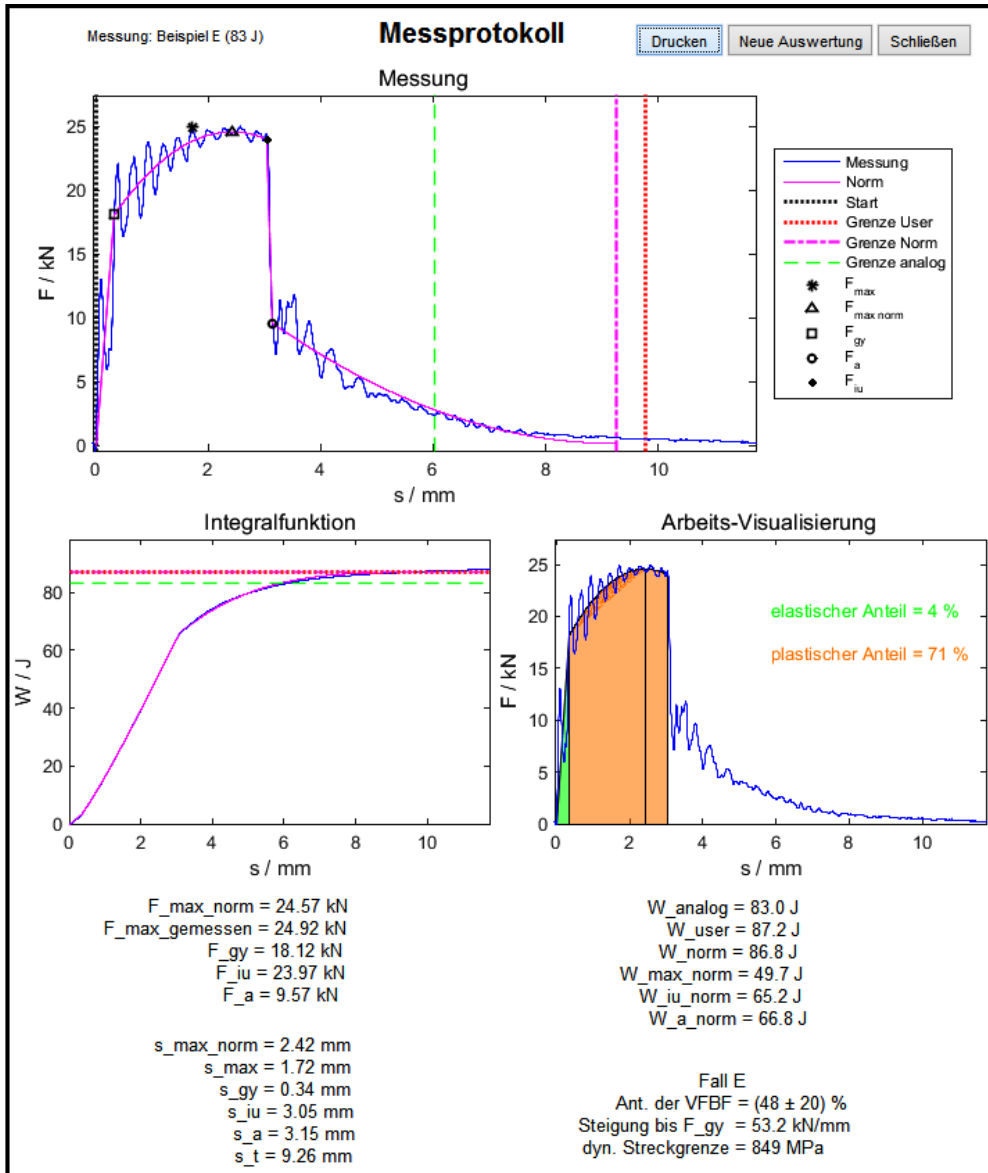 Messung: Beispiel E (83 J)
Messprotokoll
Drucken
Neue Auswertung
Schließen
Messung
25
20
15
10
5
0
F / kN
0
2
4
6
8
10
s / mm
Messung
Norm
Start
Grenze User
Grenze Norm
Grenze analog
F_max
F_max norm
F_gy
F_a
F_iu
Integralfunktion
80
60
40
20
0
W / J
0
2
4
6
8
10
s / mm
Arbeits-Visualisierung
25
20
15
10
5
0
F / kN
elastischer Anteil = 4 %
plastischer Anteil = 71 %
0
2
4
6
8
10
s / mm
F_max_norm = 24.57 kN
F_max_gemessen = 24.92 kN
F_gy = 18.12 kN
F_iu = 23.97 kN
F_a = 9.57 kN
s_max_norm = 2.42 mm
s_max = 1.72 mm
s_gy = 0.34 mm
s_iu = 3.05 mm
s_a = 3.15 mm
s_t = 9.26 mm
W_analog = 83.0 J
W_user = 87.2 J
W_norm = 86.8 J
W_max_norm = 49.7 J
W_iu_norm = 65.2 J
W_a_norm = 66.8 J
Fall E
Ant. der VFBF = (48 ± 20) %
Steigung bis F_gy = 53.2 kN/mm
dyn. Streckgrenze = 849 MPa